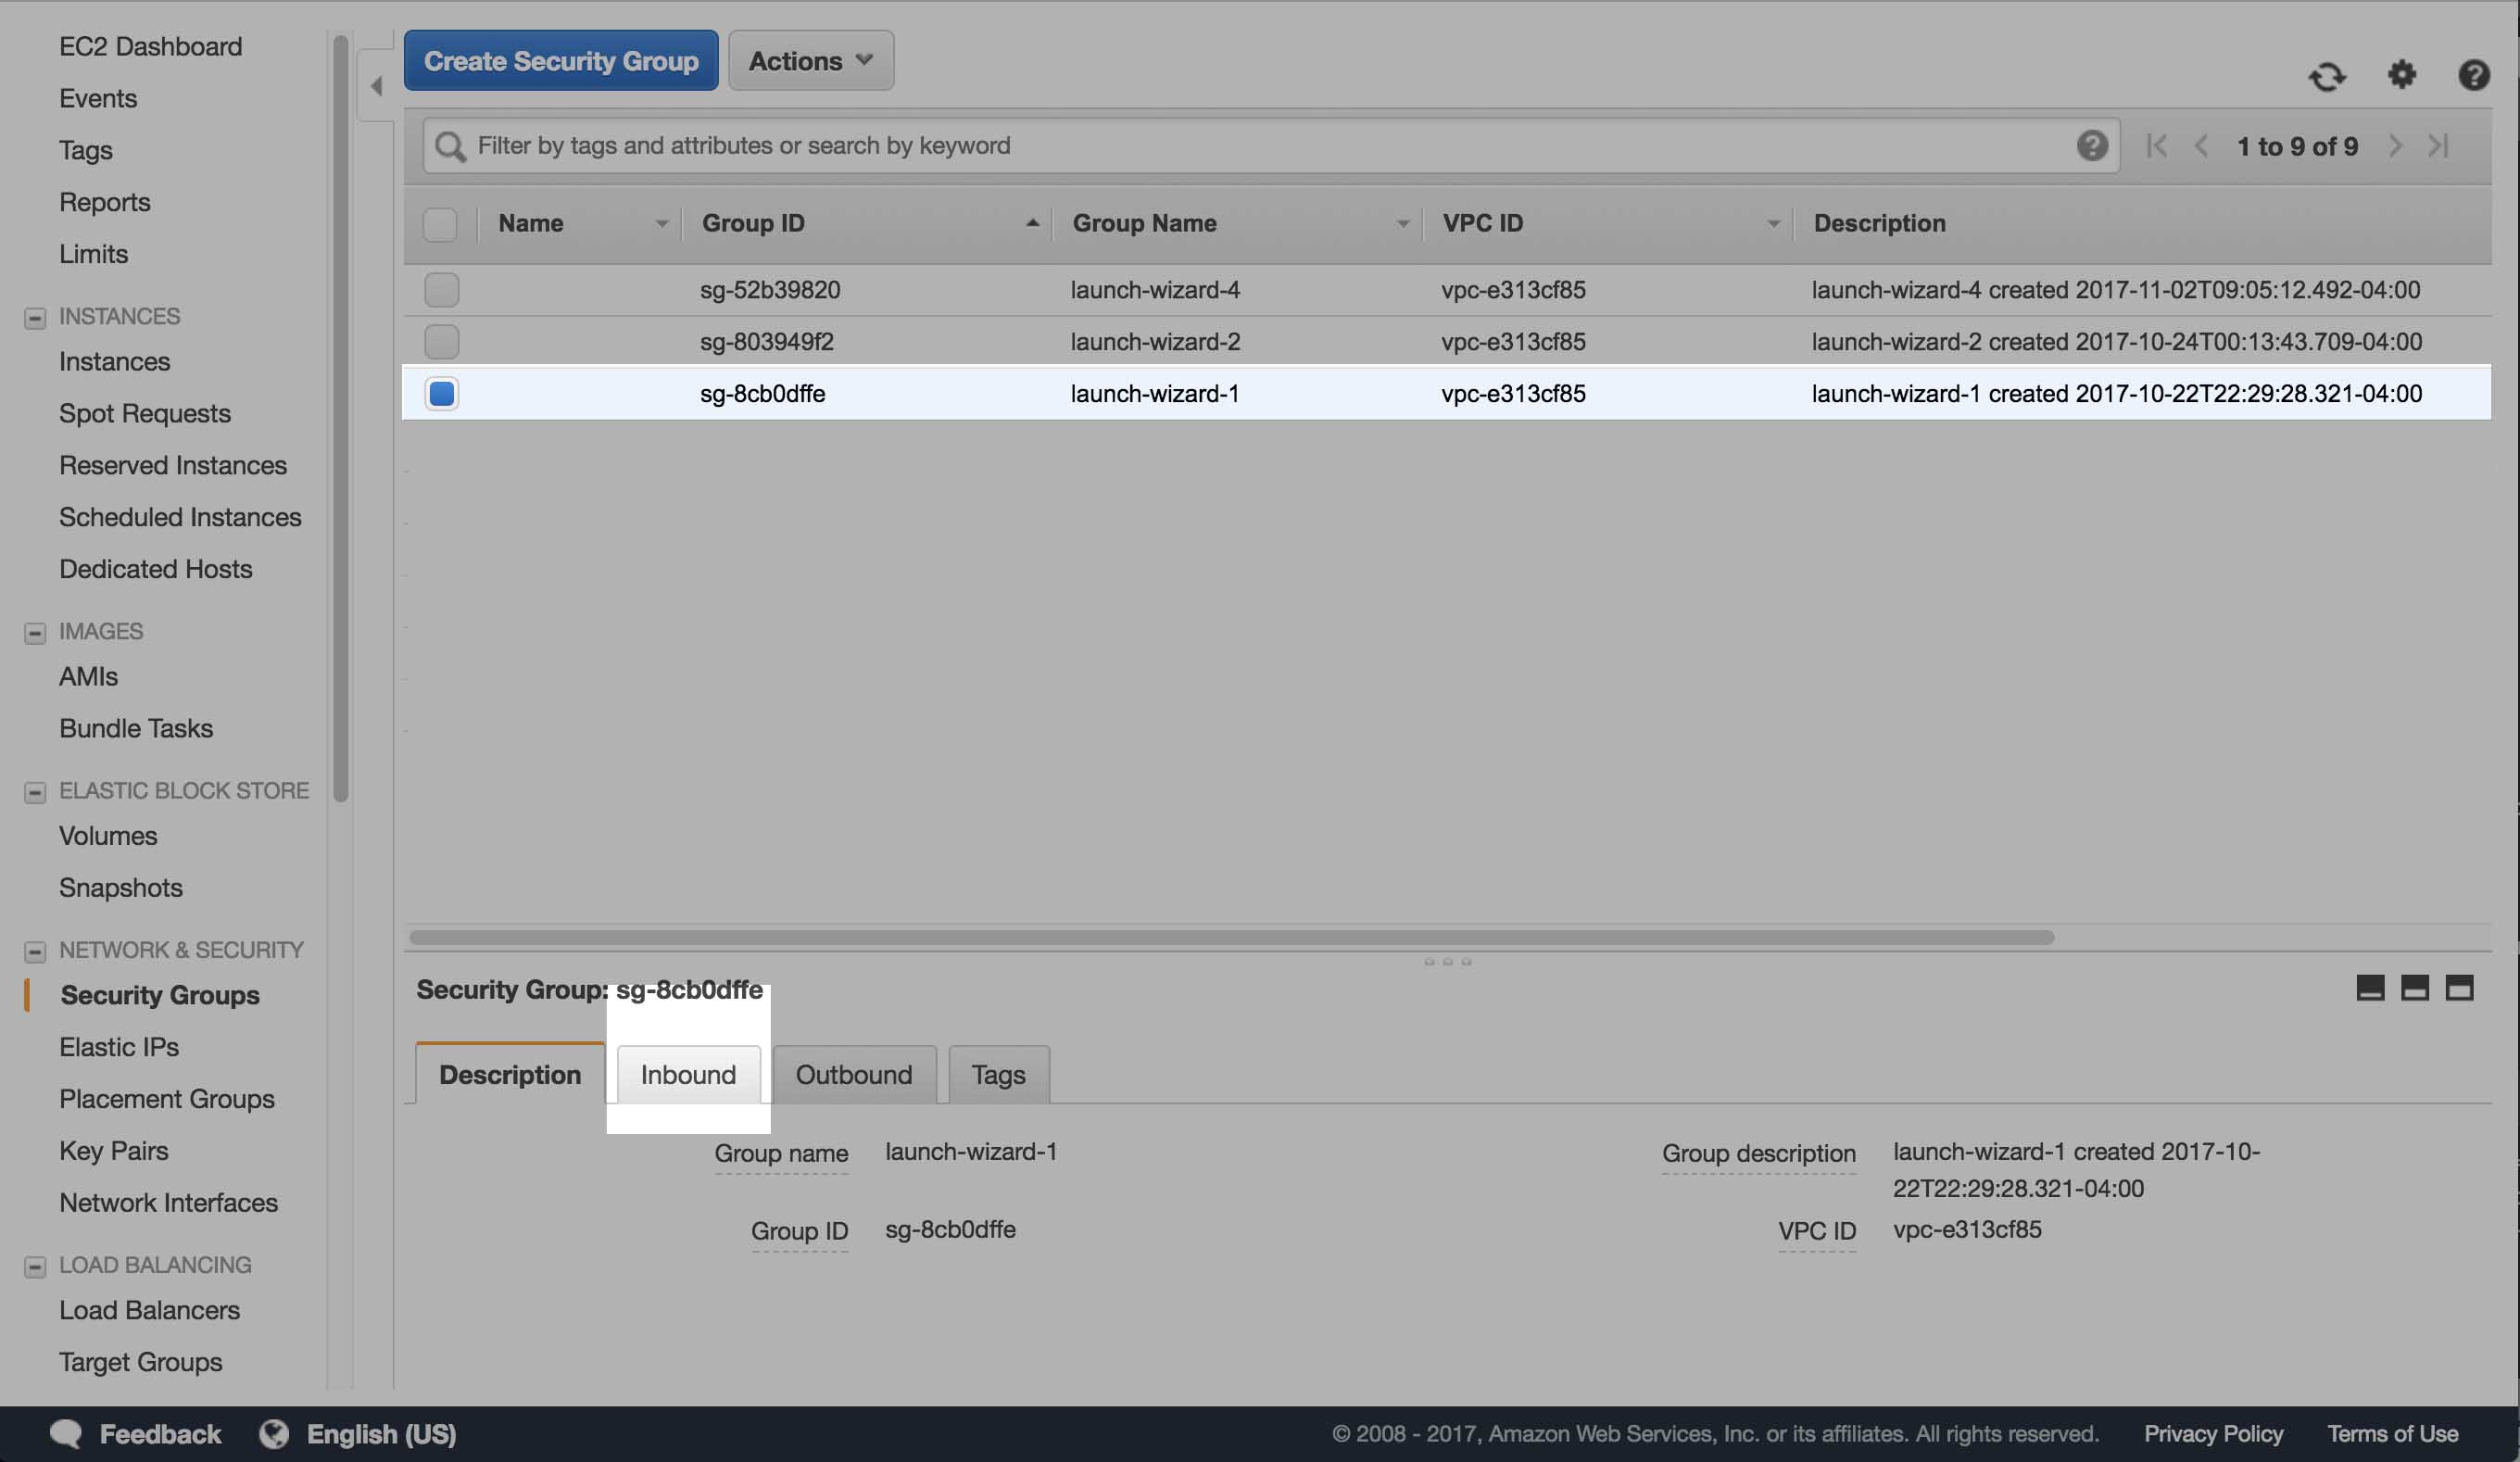 EC2 Dashboard
Events
Tags
Reports
Limits
INSTANCES
Instances
Spot Requests
Reserved Instances
Scheduled Instances
Dedicated Hosts
IMAGES
AMIs
Bundle Tasks
ELASTIC BLOCK STORE
Volumes
Snapshots
NETWORK & SECURITY
Security Groups
Elastic IPs
Placement Groups
Key Pairs
Network Interfaces
LOAD BALANCING
Load Balancers
Target Groups
Create Security Group Actions
Filter by tags and attributes or search by keyword 1 to 9 of 9
Name Group ID Group Name VPC ID Description
sg-52b39820 launch-wizard-4 vpc-e313cf85 launch-wizard-4 created 2017-11-02T09:05:12.492-04:00
sg-803949f2 launch-wizard-2 vpc-e313cf85 launch-wizard-2 created 2017-10-24T00:13:43.709-04:00
sg-8cb0dffe launch-wizard-1 vpc-e313cf85 launch-wizard-1 created 2017-10-22T22:29:28.321-04:00
Security Group: sg-8cb0dffe
Description Inbound Outbound Tags
Group name launch-wizard-1 Group description launch-wizard-1 created 2017-10-
22T22:29:28.321-04:00
Group ID sg-8cb0dffe VPC ID vpc-e313cf85
Feedback English (US) © 2008 - 2017, Amazon Web Services, Inc. or its affiliates. All rights reserved. Privacy Policy Terms of Use